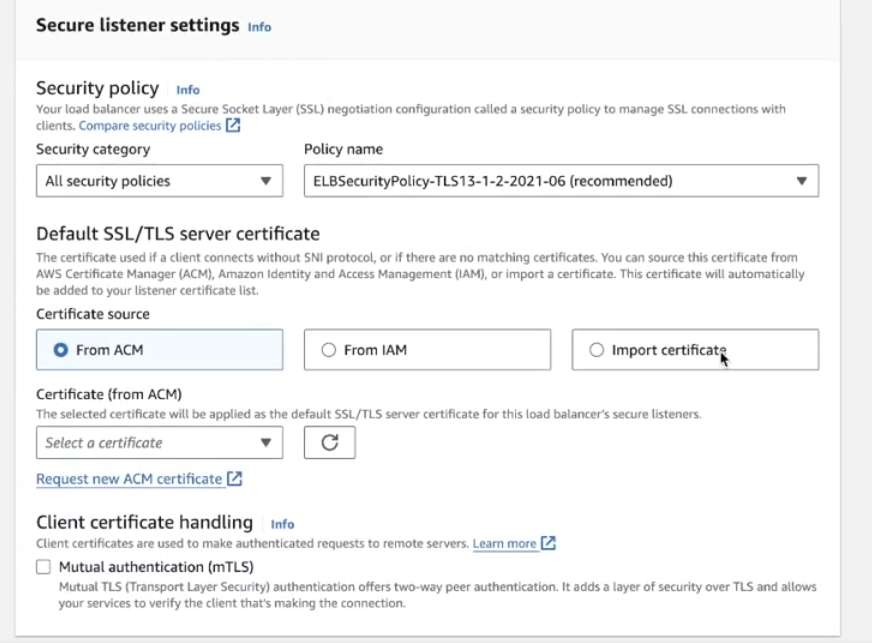 Secure listener settings Info
Security policy Info
Your load balancer uses a Secure Socket Layer (SSL) negotiation configuration called a security policy to manage SSL connections with
clients. Compare security policies
Security category Policy name
All security policies ELBSecurityPolicy-TLS13-1-2-2021-06 (recommended)
Default SSL/TLS server certificate
The certificate used if a client connects without SNI protocol, or if there are no matching certificates. You can source this certificate from
AWS Certificate Manager (ACM), Amazon Identity and Access Management (IAM), or import a certificate. This certificate will automatically
be added to your listener certificate list.
Certificate source
From ACM From IAM Import certificate
Certificate (from ACM)
The selected certificate will be applied as the default SSL/TLS server certificate for this load balancer's secure listeners.
Select a certificate
Request new ACM certificate
Client certificate handling Info
Client certificates are used to make authenticated requests to remote servers. Learn more
Mutual authentication (mTLS)
Mutual TLS (Transport Layer Security) authentication offers two-way peer authentication. It adds a layer of security over TLS and allows
your services to verify the client that's making the connection.